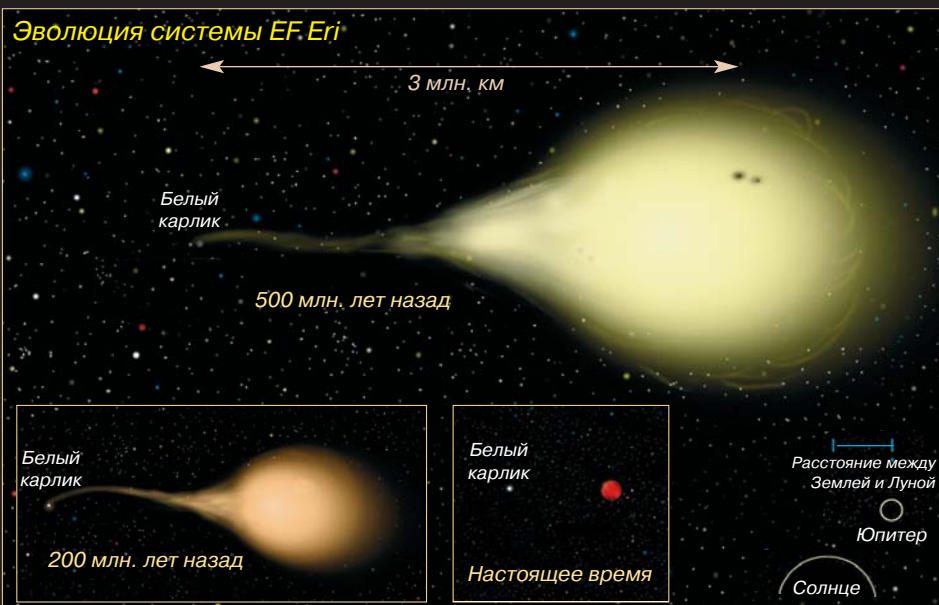 Эволюция системы EF Eri
3 млн. км
Белый
карлик
500 млн. лет назад
Белый
карлик
200 млн. лет назад
Белый
карлик
Настоящее время
Расстояние между
Землей и Луной
Юпитер
Солнце